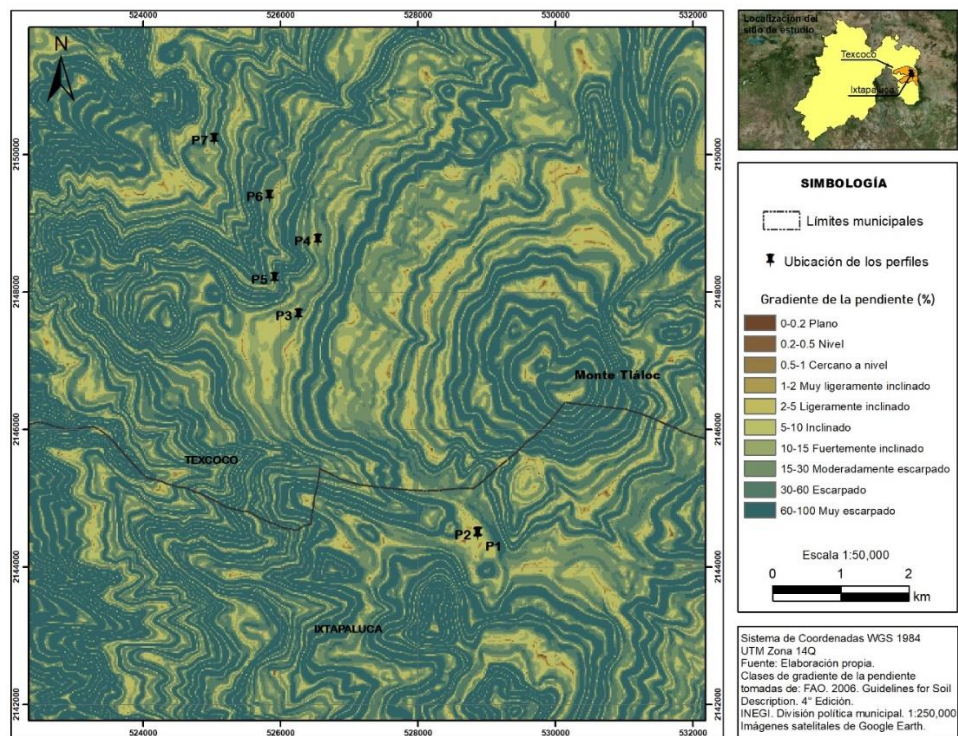 524000
526000
528000
530000
532000
N
2150000
2148000
2146000
2144000
2142000
P7
P6
P4
P5
P3
Monte Tláloc
TEXCOCO
P2
P1
IXTAPALUCA
2150000
2148000
2146000
2144000
2142000
524000
526000
528000
530000
532000
Localización del
sitio de estudio
Texcoco
Ixtapaluca
SIMBOLOGÍA
Límites municipales
Ubicación de los perfiles
Gradiente de la pendiente (%)
0-0.2 Plano
0.2-0.5 Nivel
0.5-1 Cercano a nivel
1-2 Muy ligeramente inclinado
2-5 Ligeramente inclinado
5-10 Inclinado
10-15 Fuertemente inclinado
15-30 Moderadamente escarpado
30-60 Escarpado
60-100 Muy escarpado
Escala 1:50,000
0 1 2
km
Sistema de Coordenadas WGS 1984
UTM Zona 14Q
Fuente: Elaboración propia.
Clases de gradiente de la pendiente
tomadas de: FAO. 2006. Guidelines for Soil
Description. 4° Edición.
INEGI. División política municipal. 1:250,000
Imágenes satelitales de Google Earth.